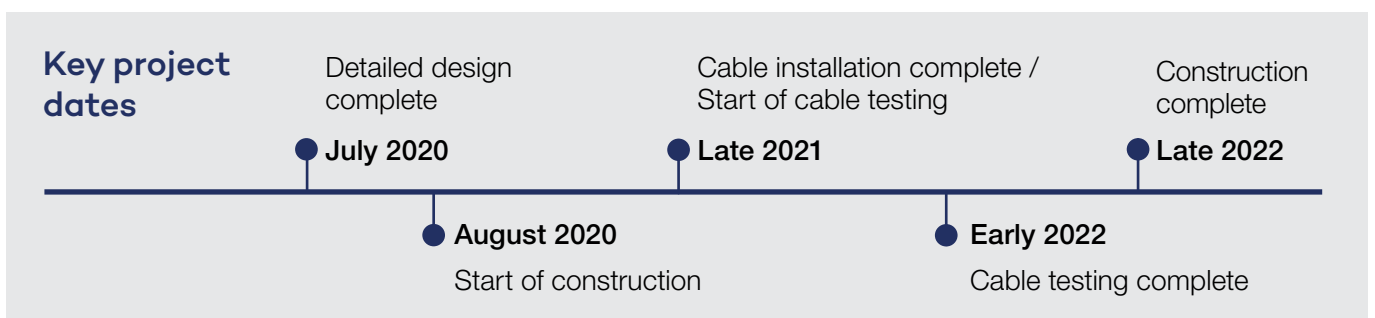 Key project
dates
Detailed design
complete
July 2020
August 2020
Start of construction
Cable installation complete /
Start of cable testing
Late 2021
Early 2022
Cable testing complete
Construction
complete
Late 2022